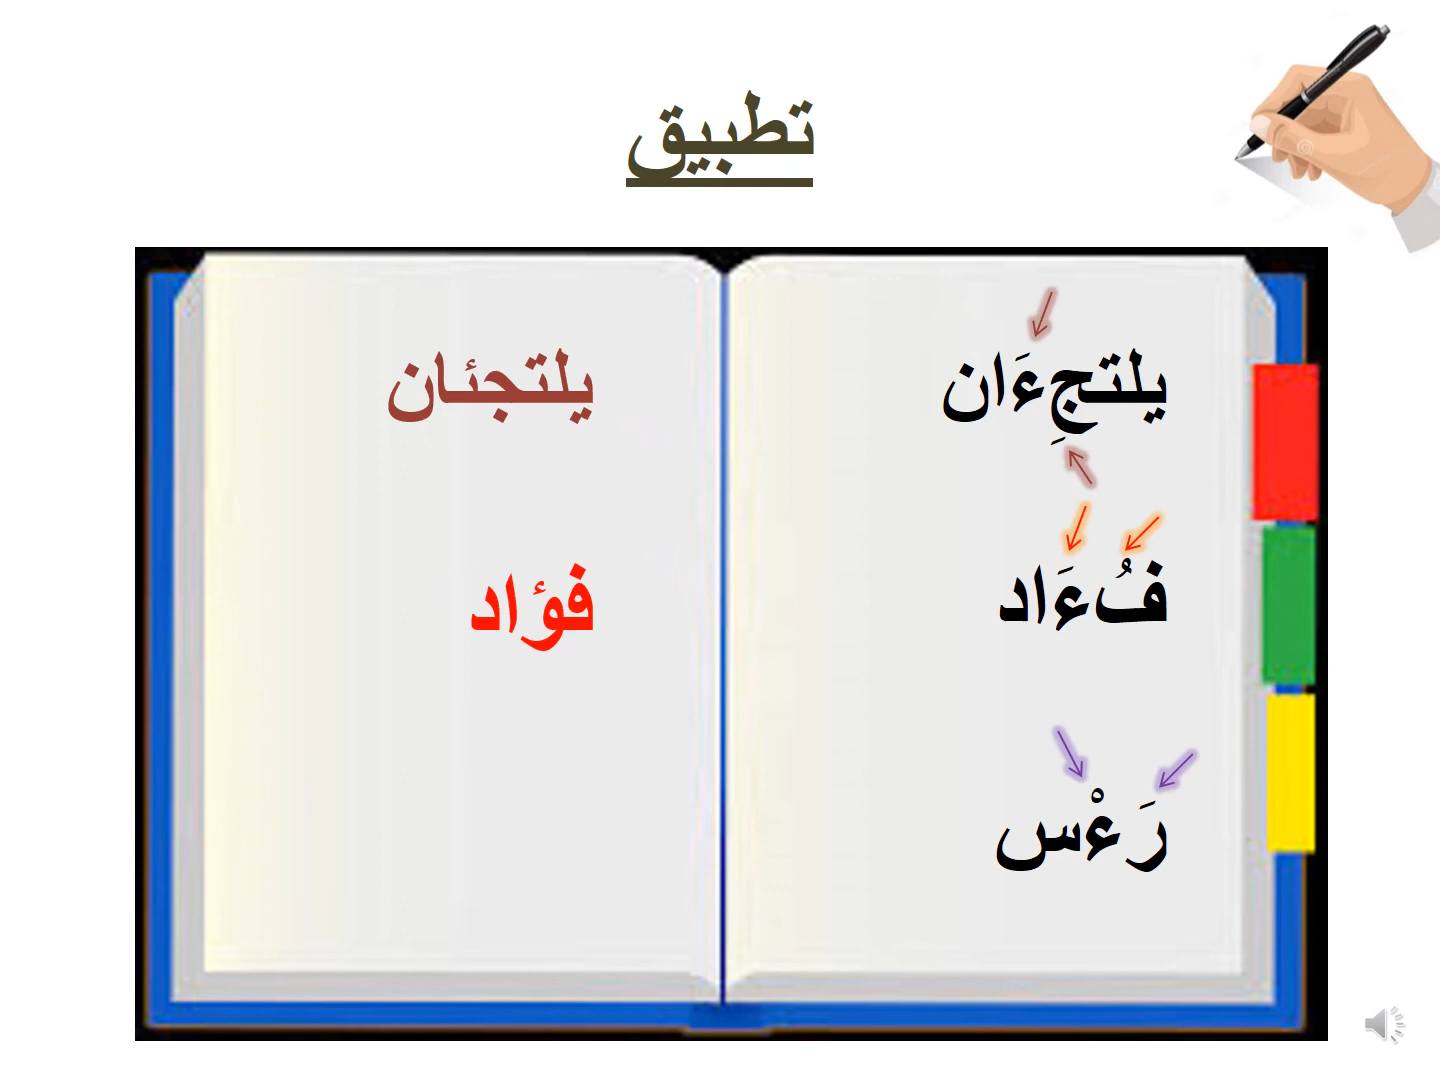 تطبيق
يلتجِءَان
يلتجئان
فُءَاد
فؤاد
رَءْس